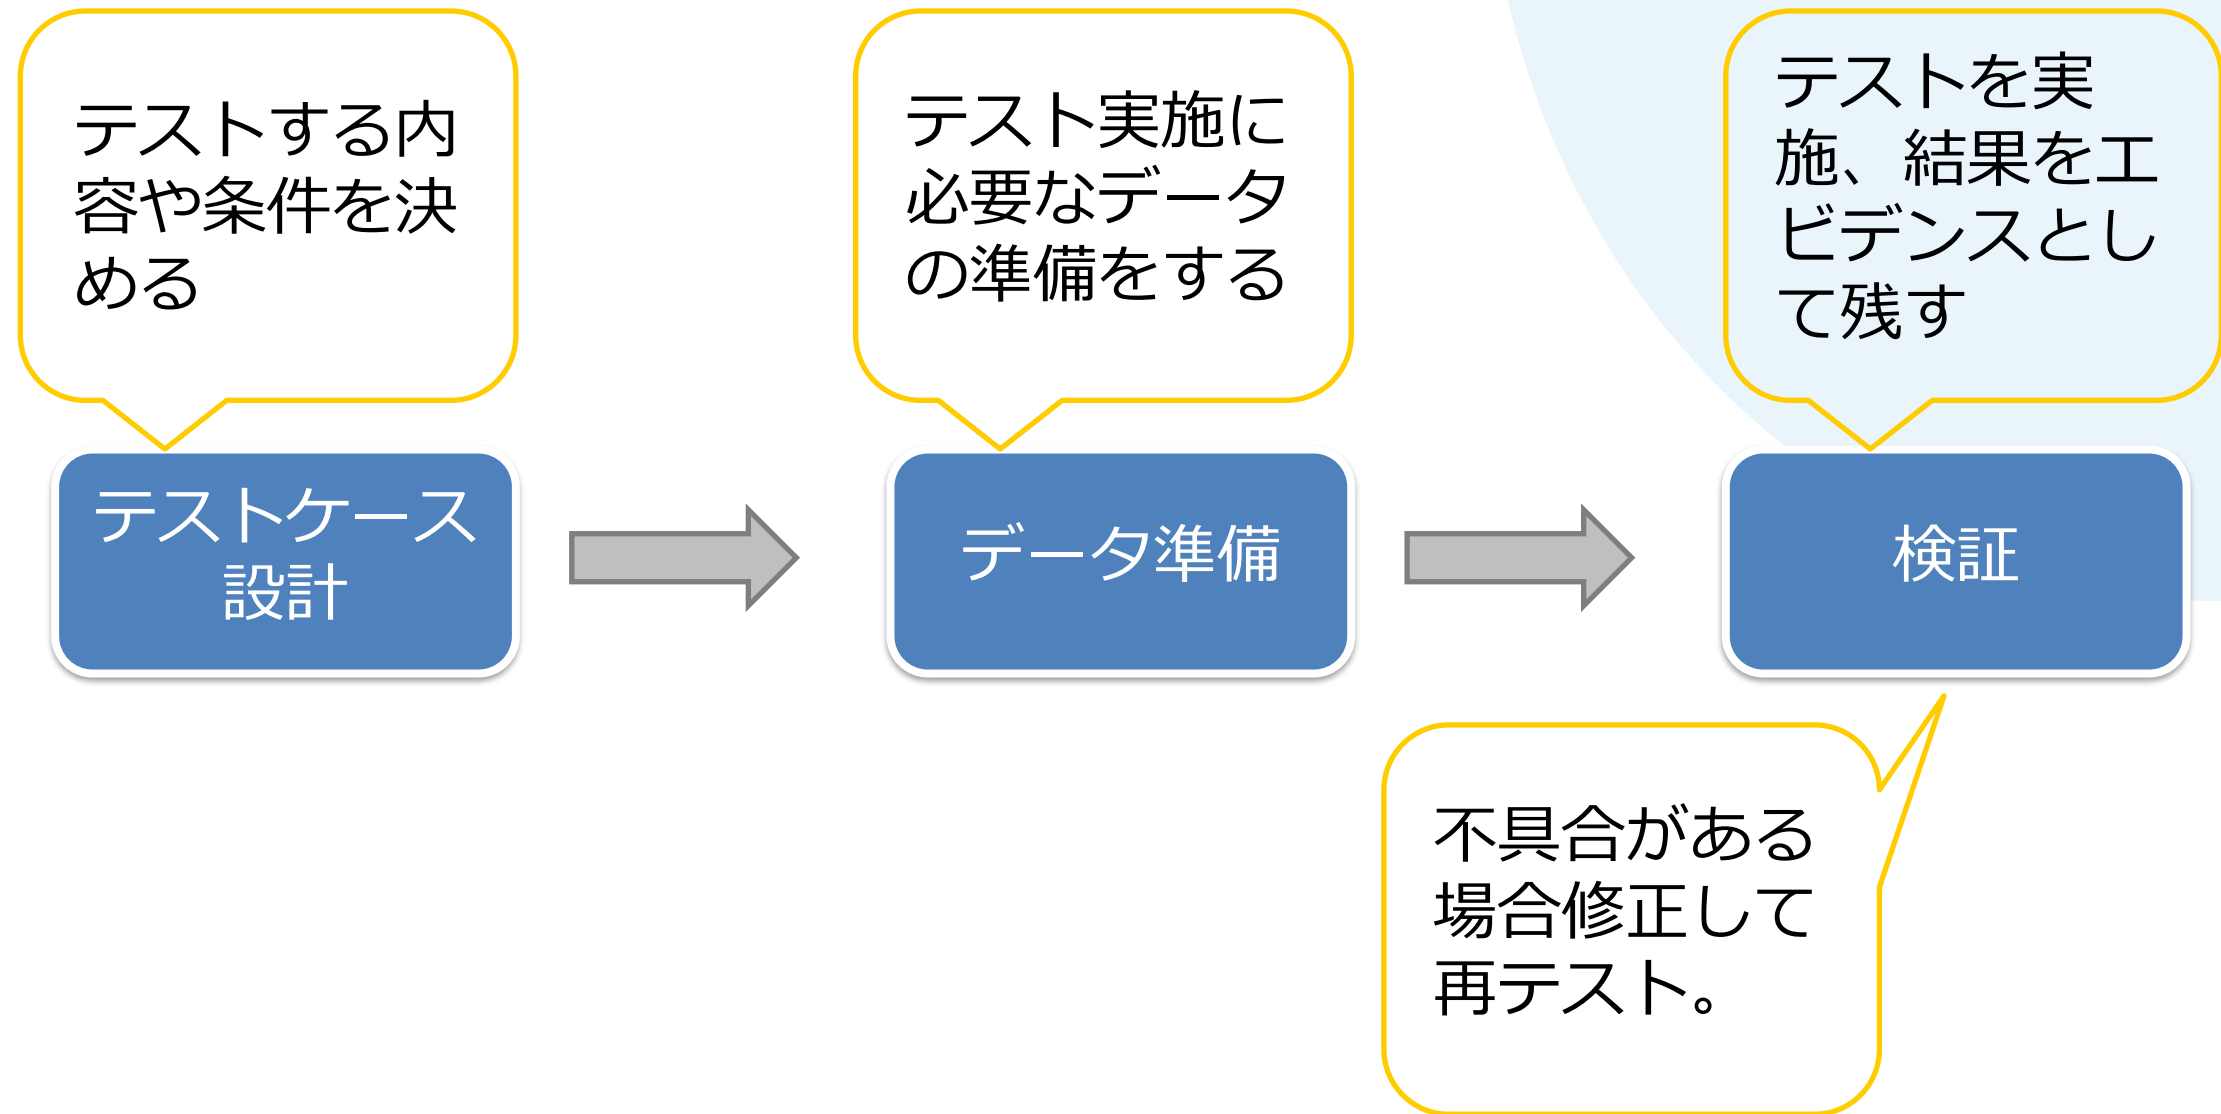 テストする内
容や条件を決
める
テスト実施に
必要なデータ
の準備をする
テストを実
施、結果をエ
ビデンスとし
て残す
テストケース
設計
データ準備
検証
不具合がある
場合修正して
再テスト。